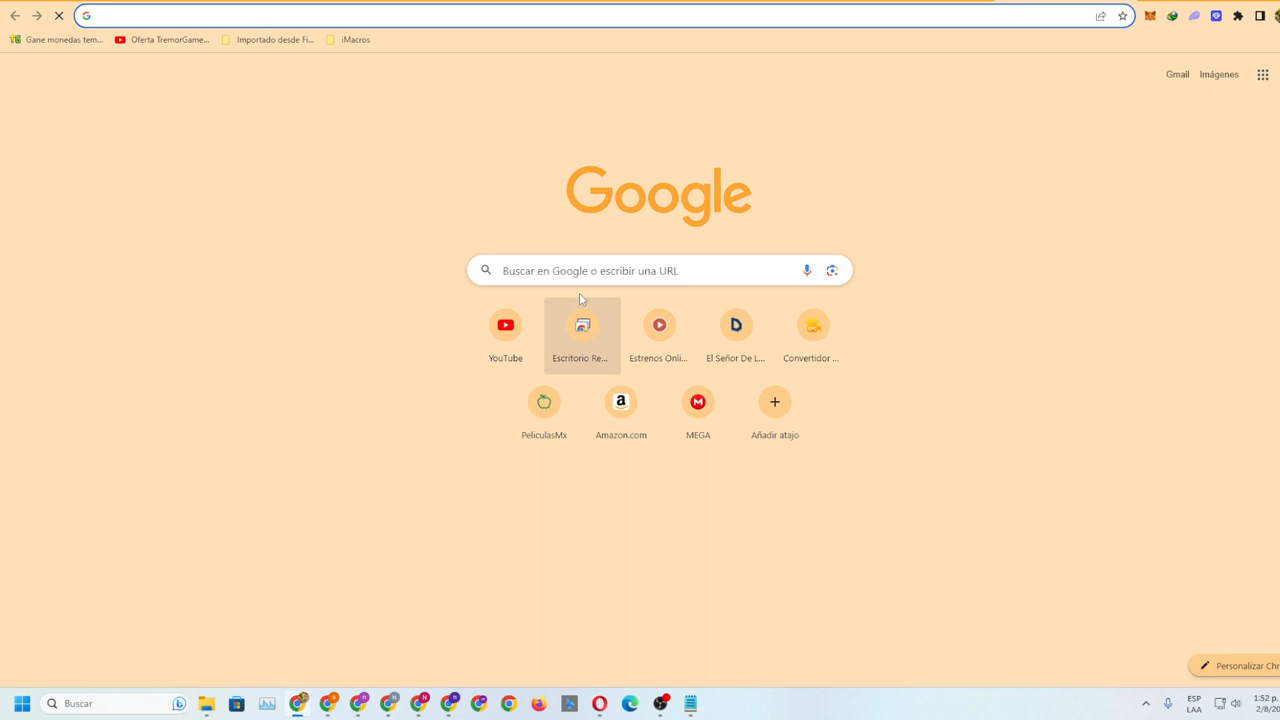 Gane monedas tem... Oferta TremorGame... Importado desde Fi... iMacros
Gmail Imágenes
Google
Buscar en Google o escribir una URL
YouTube Escritorio Re... Estrenos Onli... El Señor De L... Convertidor ...
PeliculasMx Amazon.com MEGA Añadir atajo
Personalizar Chr
Buscar
ESP
LAA
1:52 p.
2/8/20